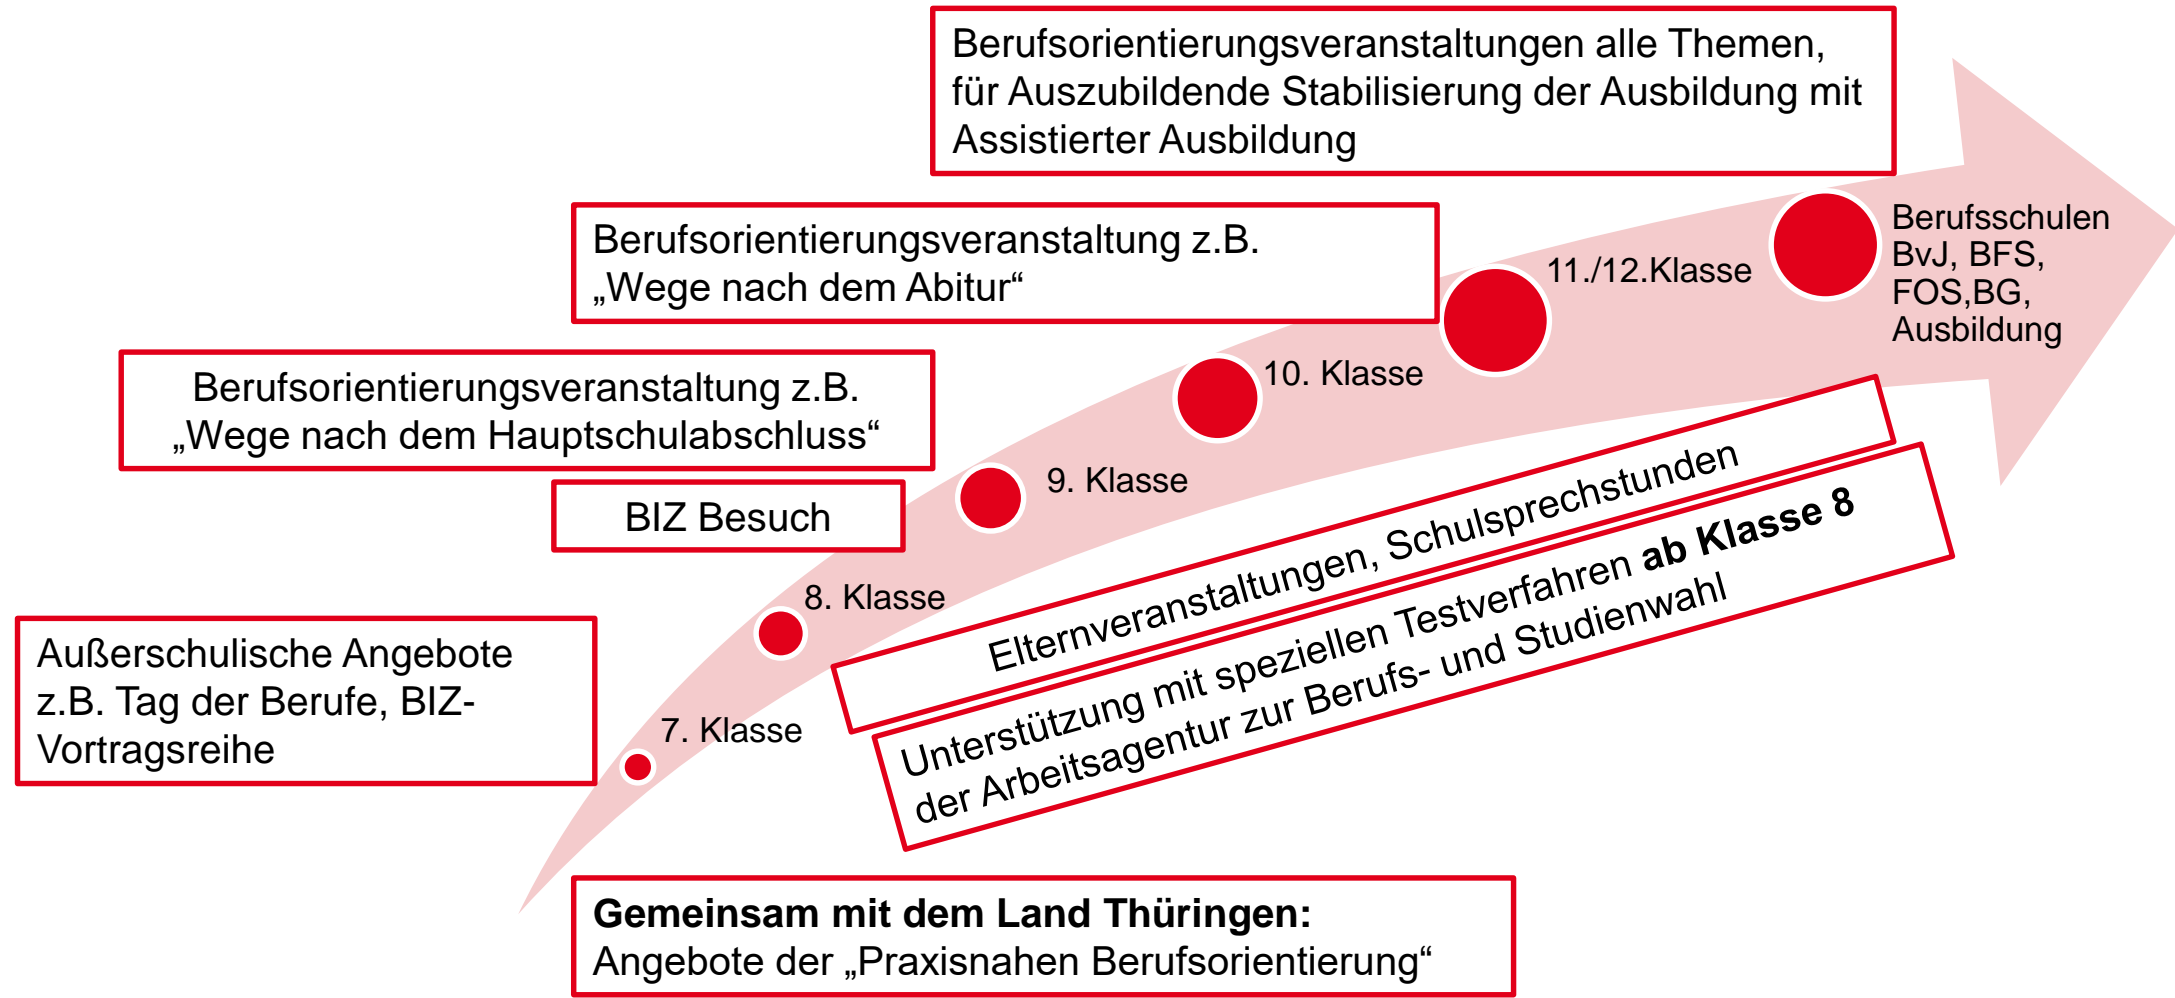 Berufsorientierungsveranstaltungen alle Themen,
für Auszubildende Stabilisierung der Ausbildung mit
Assistierter Ausbildung
Berufsorientierungsveranstaltung z.B.
„Wege nach dem Abitur“
11./12.Klasse
Berufsschulen
BvJ, BFS,
FOS,BG,
Ausbildung
Berufsorientierungsveranstaltung z.B.
„Wege nach dem Hauptschulabschluss“
10. Klasse
BIZ Besuch
9. Klasse
8. Klasse
Außerschulische Angebote
z.B. Tag der Berufe, BIZ-
Vortragsreihe
7. Klasse
Elternveranstaltungen, Schulsprechstunden
Unterstützung mit speziellen Testverfahren ab Klasse 8
der Arbeitsagentur zur Berufs- und Studienwahl
Gemeinsam mit dem Land Thüringen:
Angebote der „Praxisnahen Berufsorientierung“